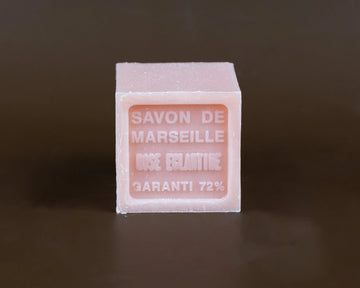 SAVON DE
MARSEILLE
ROSE EGLANTINE
GARANTI 72%